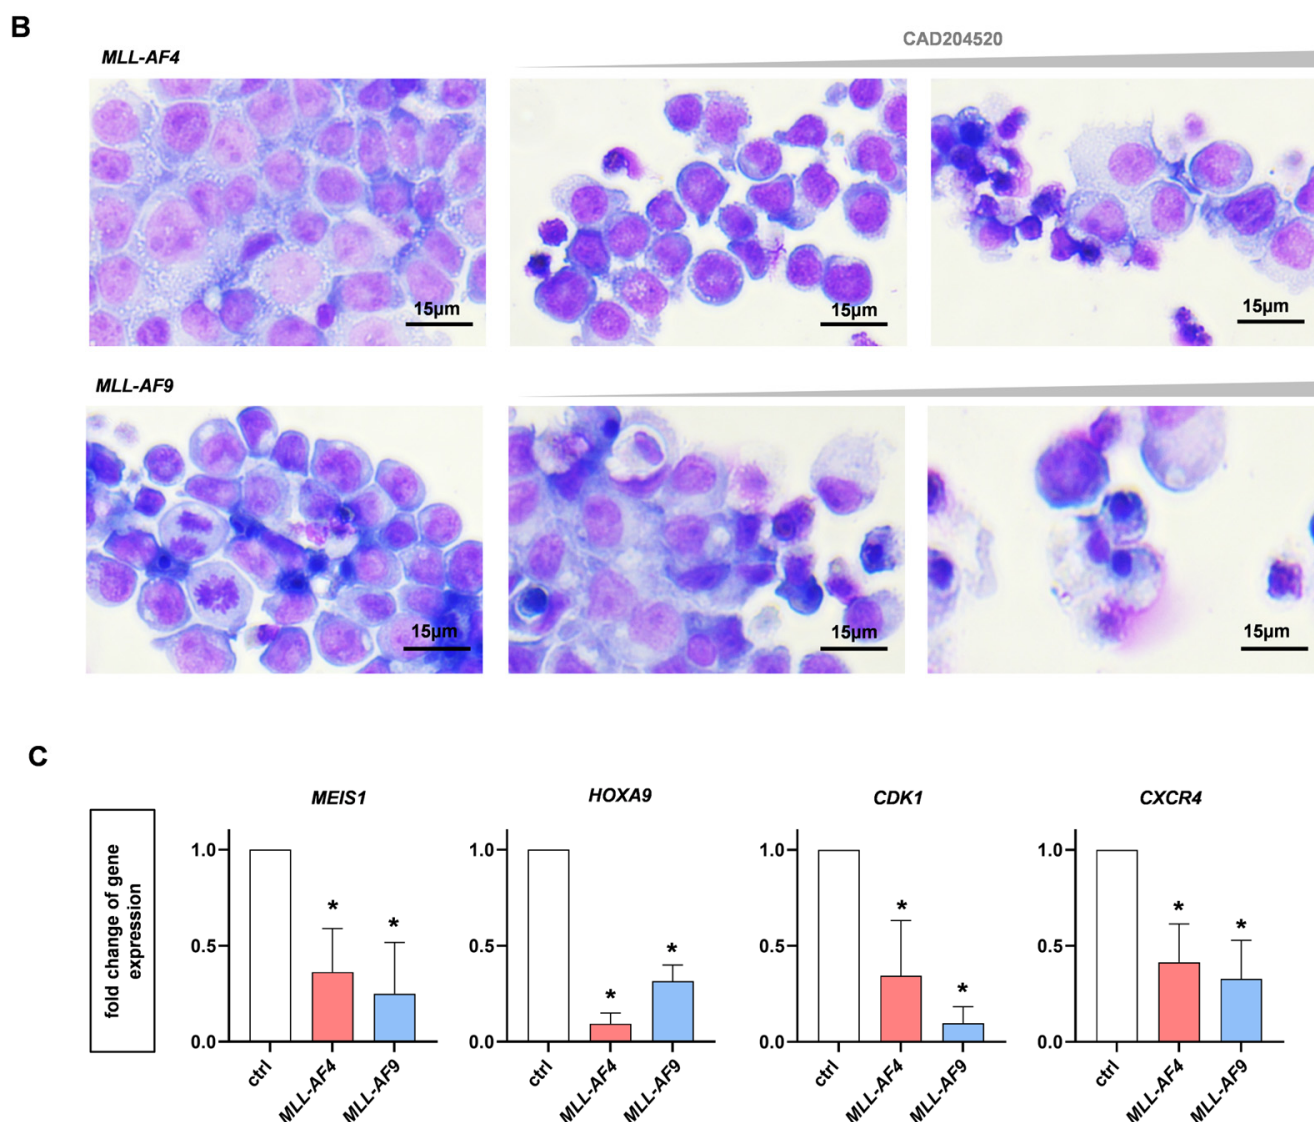 B
CAD204520
MLL-AF4
15μm
15μm
15μm
MLL-AF9
15μm
15μm
15μm
C
fold change of gene
expression
MEIS1
1.0
0.5
0.0
ctrl
MLL-AF4
MLL-AF9
*
*
HOXA9
1.0
0.5
0.0
ctrl
MLL-AF4
MLL-AF9
*
*
CDK1
1.0
0.5
0.0
ctrl
MLL-AF4
MLL-AF9
*
*
CXCR4
1.0
0.5
0.0
ctrl
MLL-AF4
MLL-AF9
*
*